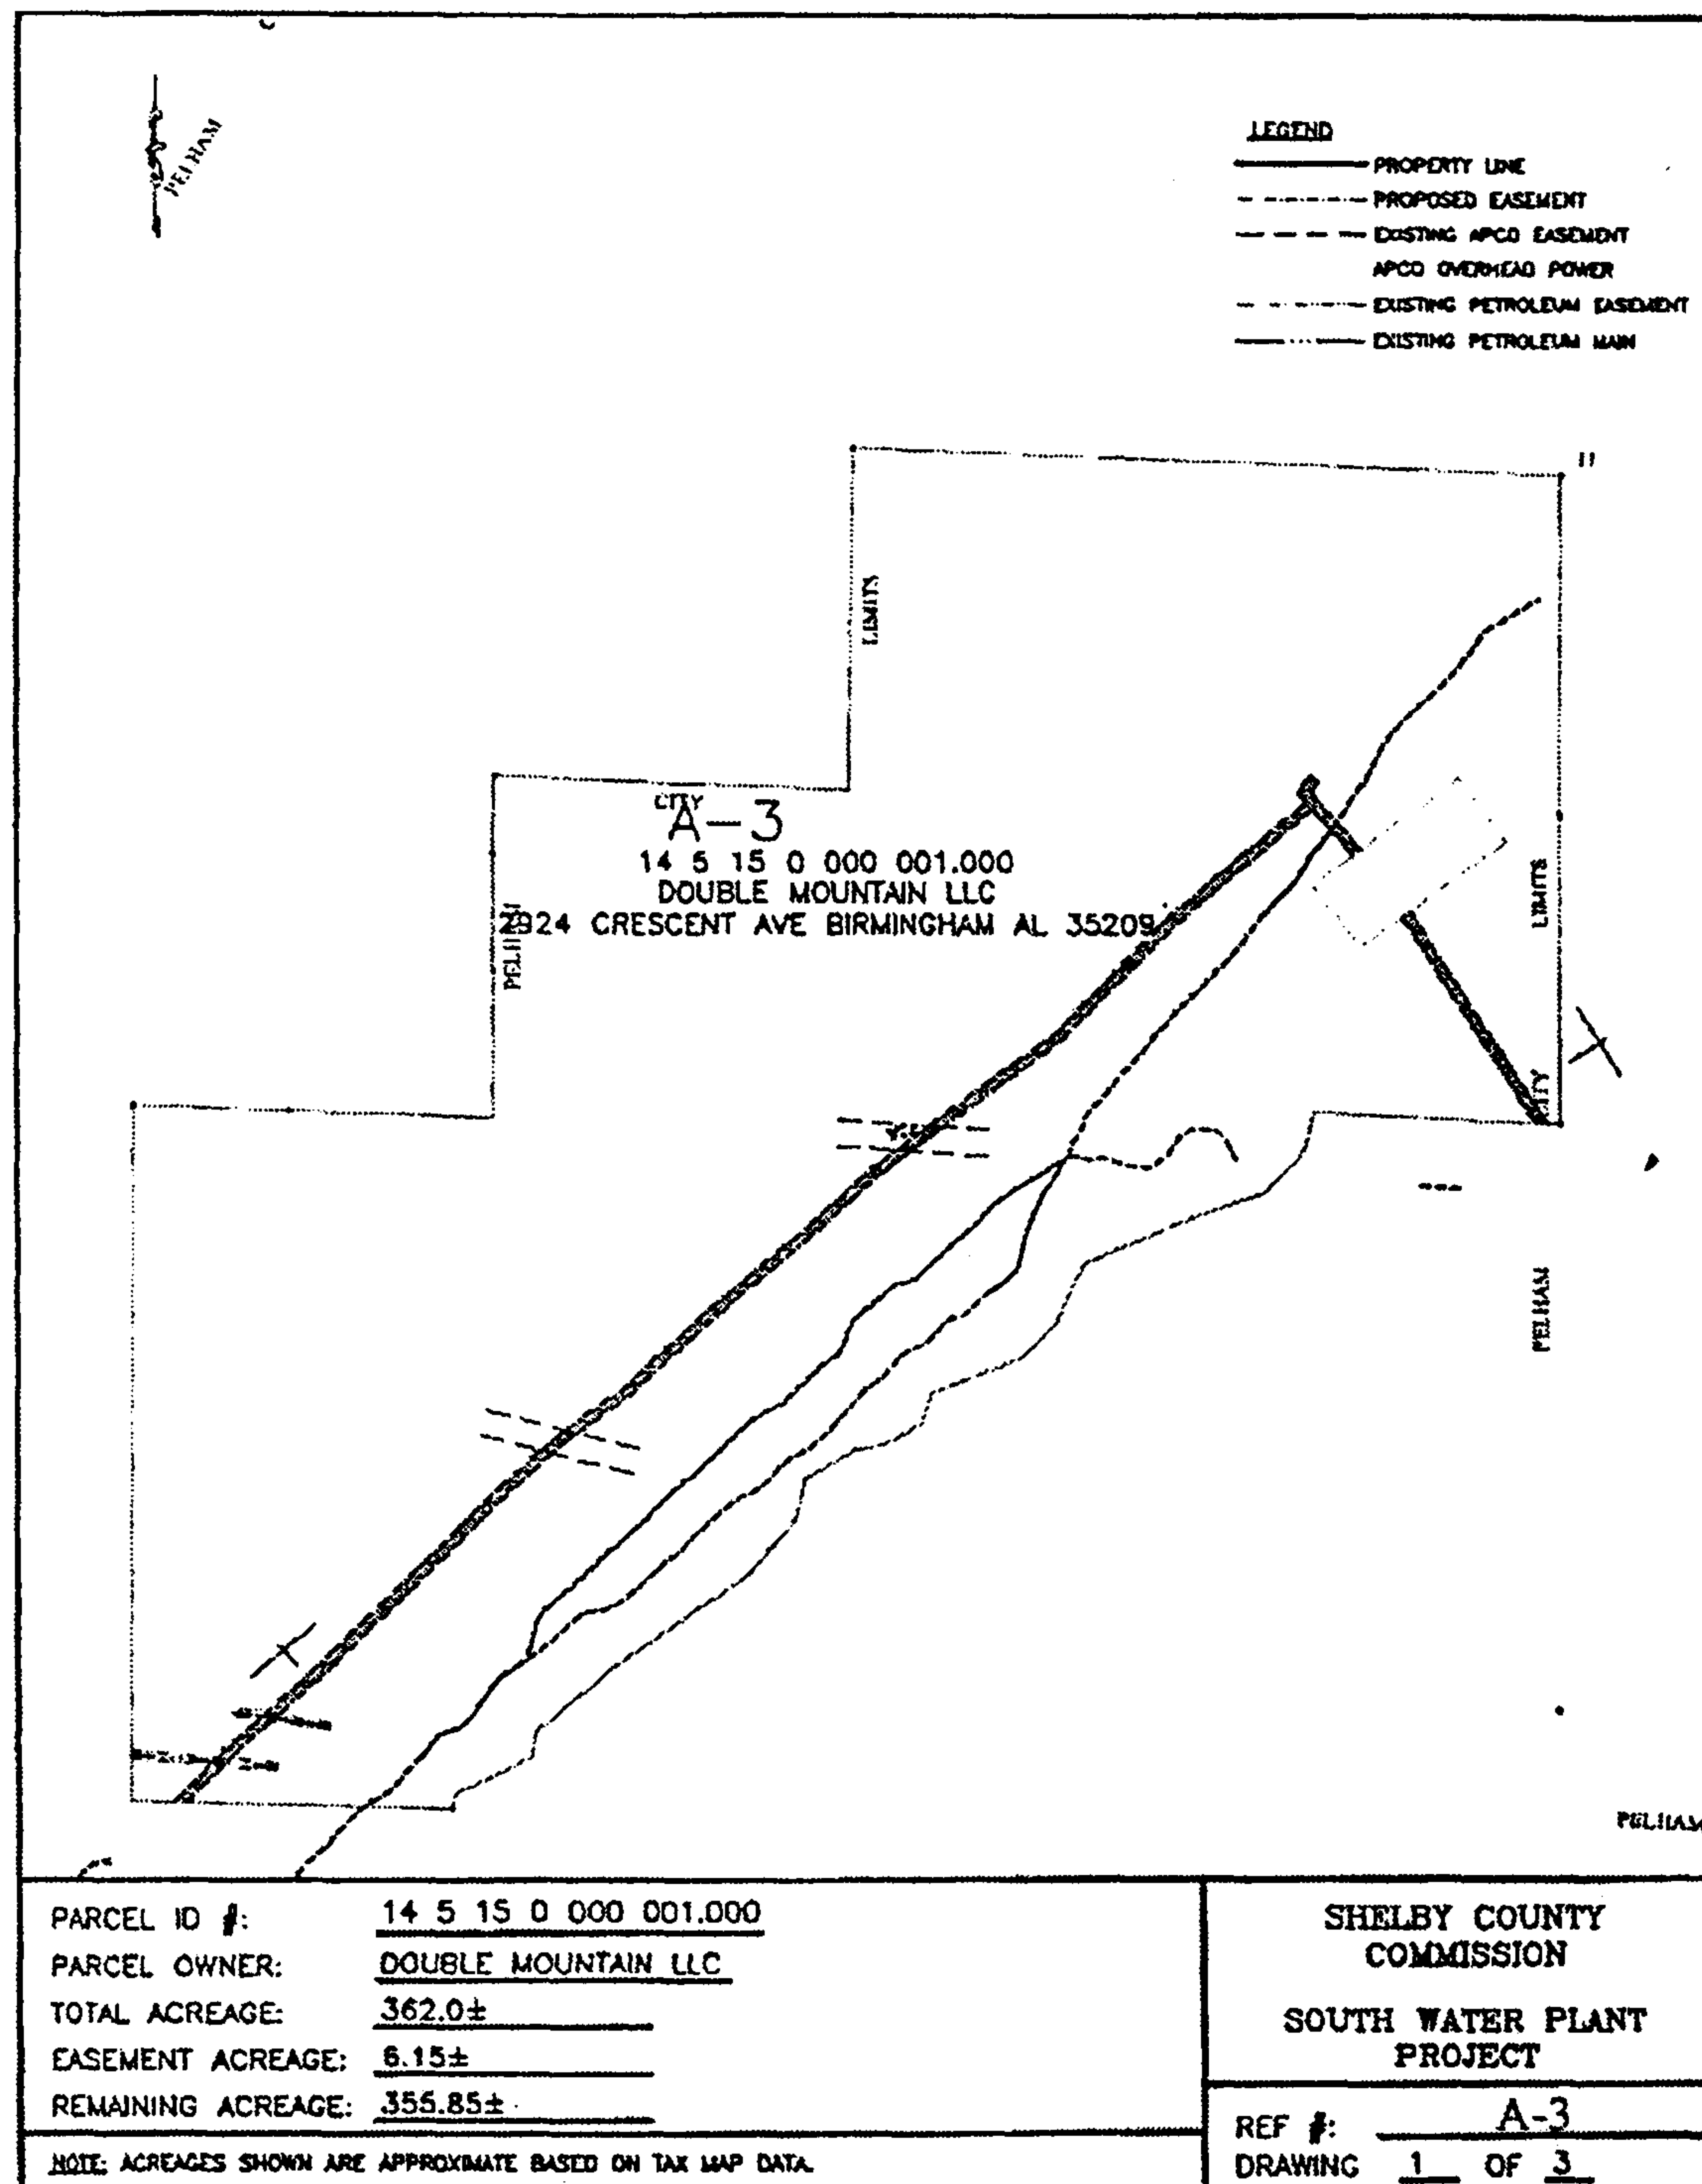 PELHAM
LEGEND
PROPERTY LINE
PROPOSED EASEMENT
EXISTING APCO EASEMENT
APCO OVERHEAD POWER
EXISTING PETROLEUM EASEMENT
EXISTING PETROLEUM MAIN
11
LIMITS
CITY
A-3
14 5 15 0 000 001.000
DOUBLE MOUNTAIN LLC
2924 CRESCENT AVE BIRMINGHAM AL 35209
PELHAM
LIMITS
CITY
PELHAM
PELHAM
PARCEL ID #: 14 5 15 0 000 001.000
PARCEL OWNER: DOUBLE MOUNTAIN LLC
TOTAL ACREAGE: 362.0±
EASEMENT ACREAGE: 6.15±
REMAINING ACREAGE: 355.85±
NOTE: ACREAGES SHOWN ARE APPROXIMATE BASED ON TAX MAP DATA.
SHELBY COUNTY
COMMISSION
SOUTH WATER PLANT
PROJECT
REF #: A-3
DRAWING 1 OF 3